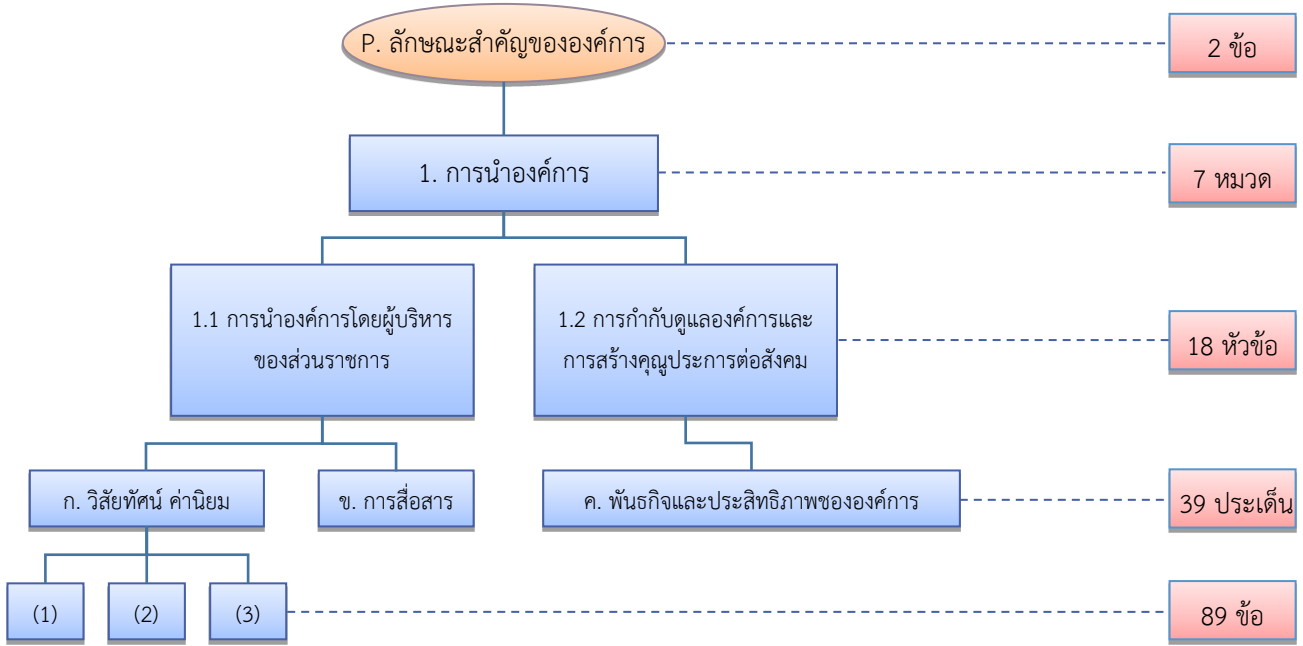 P. ลักษณะสำคัญขององค์การ
2 ข้อ
1. การนำองค์การ
7 หมวด
1.1 การนำองค์การโดยผู้บริหาร
ของส่วนราชการ
1.2 การกำกับดูแลองค์การและ
การสร้างคุณูประการต่อสังคม
18 หัวข้อ
ก. วิสัยทัศน์ ค่านิยม
ข. การสื่อสาร
ค. พันธกิจและประสิทธิภาพชององค์การ
39 ประเด็น
(1)
(2)
(3)
89 ข้อ